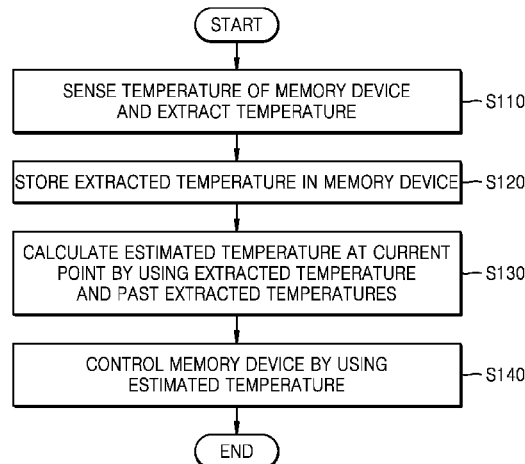 START
SENSE TEMPERATURE OF MEMORY DEVICE
AND EXTRACT TEMPERATURE
S110
STORE EXTRACTED TEMPERATURE IN MEMORY DEVICE
S120
CALCULATE ESTIMATED TEMPERATURE AT CURRENT
POINT BY USING EXTRACTED TEMPERATURE
AND PAST EXTRACTED TEMPERATURES
S130
CONTROL MEMORY DEVICE BY USING
ESTIMATED TEMPERATURE
S140
END